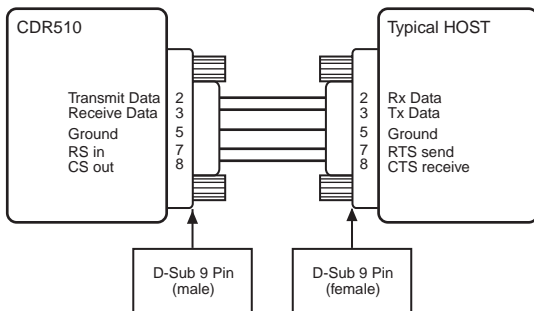 CDR510
Typical HOST
Transmit Data 2 2 Rx Data
Receive Data 3 3 Tx Data
Ground 5 5 Ground
RS in 7 7 RTS send
CS out 8 8 CTS receive
D-Sub 9 Pin
(male)
D-Sub 9 Pin
(female)